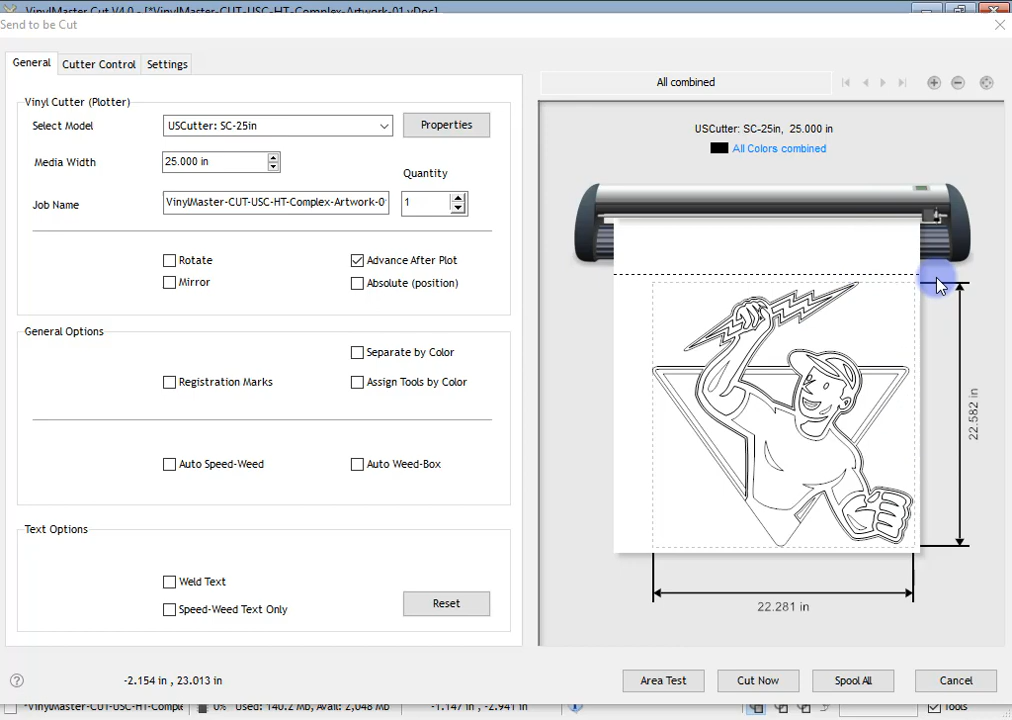 VinylMaster Cut V4.0 - [*VinylMaster-CUT-USC-HT-Complex-Artwork-01.vDoc]
Send to be Cut
General
Cutter Control
Settings
All combined
Vinyl Cutter (Plotter)
Select Model
USCutter: SC-25in
Properties
Media Width
25.000 in
Quantity
Job Name
VinylMaster-CUT-USC-HT-Complex-Artwork-0
1
Rotate
Advance After Plot
Mirror
Absolute (position)
General Options
Separate by Color
Registration Marks
Assign Tools by Color
Auto Speed-Weed
Auto Weed-Box
Text Options
Weld Text
Speed-Weed Text Only
Reset
USCutter: SC-25in, 25.000 in
All Colors combined
22.582 in
22.281 in
-2.154 in , 23.013 in
Area Test
Cut Now
Spool All
Cancel
*VinylMaster-CUT-USC-HT-Comple
0% Used: 140.2 Mb, Avail: 2,048 Mb
-1.147 in , -2.941 in
Tools